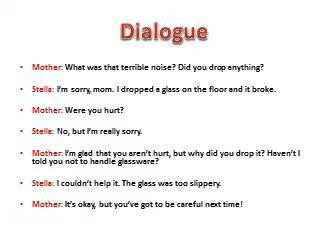 Dialogue
• Mother: What was that terrible noise? Did you drop anything?
• Stella: I'm sorry, mom. I dropped a glass on the floor and it broke.
• Mother: Were you hurt?
• Stella: No, but I'm really sorry.
• Mother: I'm glad that you aren't hurt, but why did you drop it? Haven't I
told you not to handle glassware?
• Stella: I couldn't help it. The glass was too slippery.
• Mother: It's okay, but you've got to be careful next time!